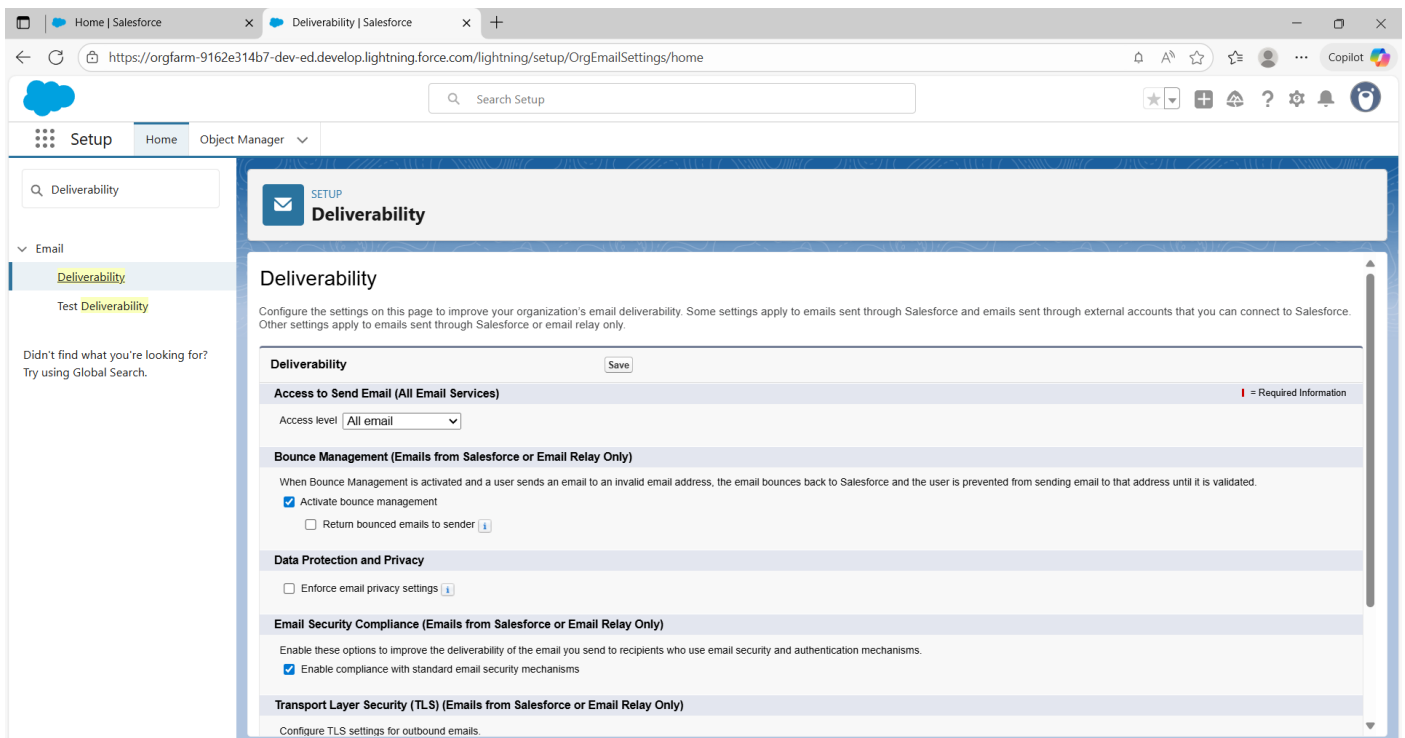 Home | Salesforce
Deliverability | Salesforce
https://orgfarm-9162e314b7-dev-ed.develop.lightning.force.com/lightning/setup/OrgEmailSettings/home
Copilot
Search Setup
Setup Home Object Manager
Deliverability
Email
Deliverability
Test Deliverability
Didn't find what you're looking for?
Try using Global Search.
SETUP
Deliverability
Deliverability
Configure the settings on this page to improve your organization's email deliverability. Some settings apply to emails sent through Salesforce and emails sent through external accounts that you can connect to Salesforce.
Other settings apply to emails sent through Salesforce or email relay only.
Deliverability Save
Access to Send Email (All Email Services) = Required Information
Access level All email
Bounce Management (Emails from Salesforce or Email Relay Only)
When Bounce Management is activated and a user sends an email to an invalid email address, the email bounces back to Salesforce and the user is prevented from sending email to that address until it is validated.
Activate bounce management
Return bounced emails to sender i
Data Protection and Privacy
Enforce email privacy settings i
Email Security Compliance (Emails from Salesforce or Email Relay Only)
Enable these options to improve the deliverability of the email you send to recipients who use email security and authentication mechanisms.
Enable compliance with standard email security mechanisms
Transport Layer Security (TLS) (Emails from Salesforce or Email Relay Only)
Configure TLS settings for outbound emails.